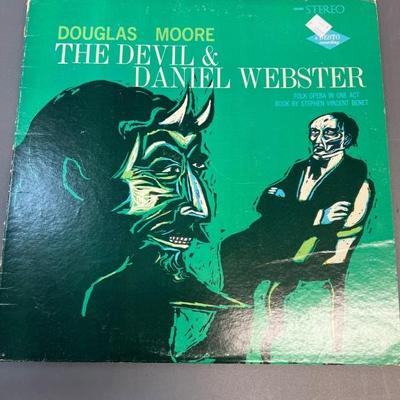 STEREO
DOUGLAS MOORE
THE DEVIL &
DANIEL WEBSTER
FOLK OPERA IN ONE ACT
BOOK BY STEPHEN VINCENT BENET